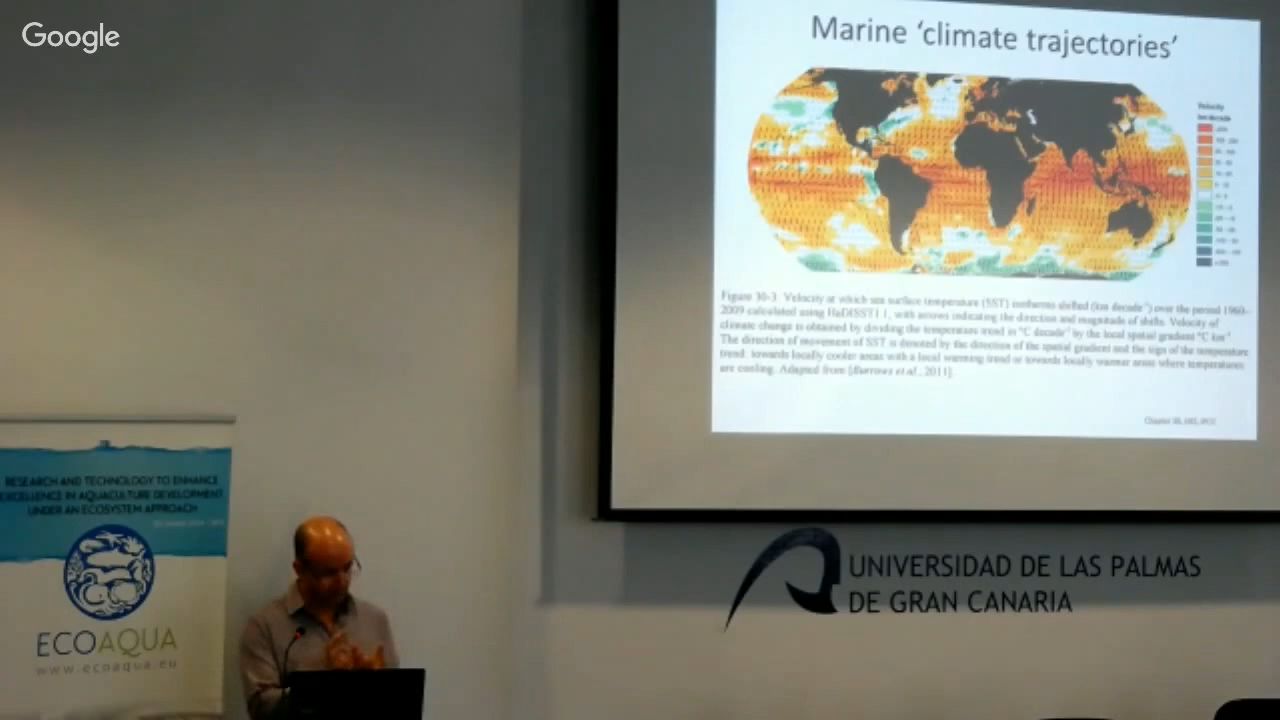 Google
Marine ‘climate trajectories’
Velocity
km decade
Figure 30-3. Velocity at which sea surface temperature (SST) isotherms shifted (km decade⁻¹) over the period 1960-
2009 calculated using HaDISST1.1, with arrows indicating the direction and magnitude of shifts. Velocity of
climate change is obtained by dividing the temperature trend in °C decade⁻¹ by the local spatial gradient °C km⁻¹.
The direction of movement of SST is denoted by the direction of the spatial gradient and the sign of the temperature
trend: towards locally cooler areas with a local warming trend or towards locally warmer areas where temperatures
are cooling. Adapted from [Burrows et al., 2011].
RESEARCH AND TECHNOLOGY TO ENHANCE
EXCELLENCE IN AQUACULTURE DEVELOPMENT
UNDER AN ECOSYSTEM APPROACH
ECOAQUA
www.ecoaqua.eu
UNIVERSIDAD DE LAS PALMAS
DE GRAN CANARIA